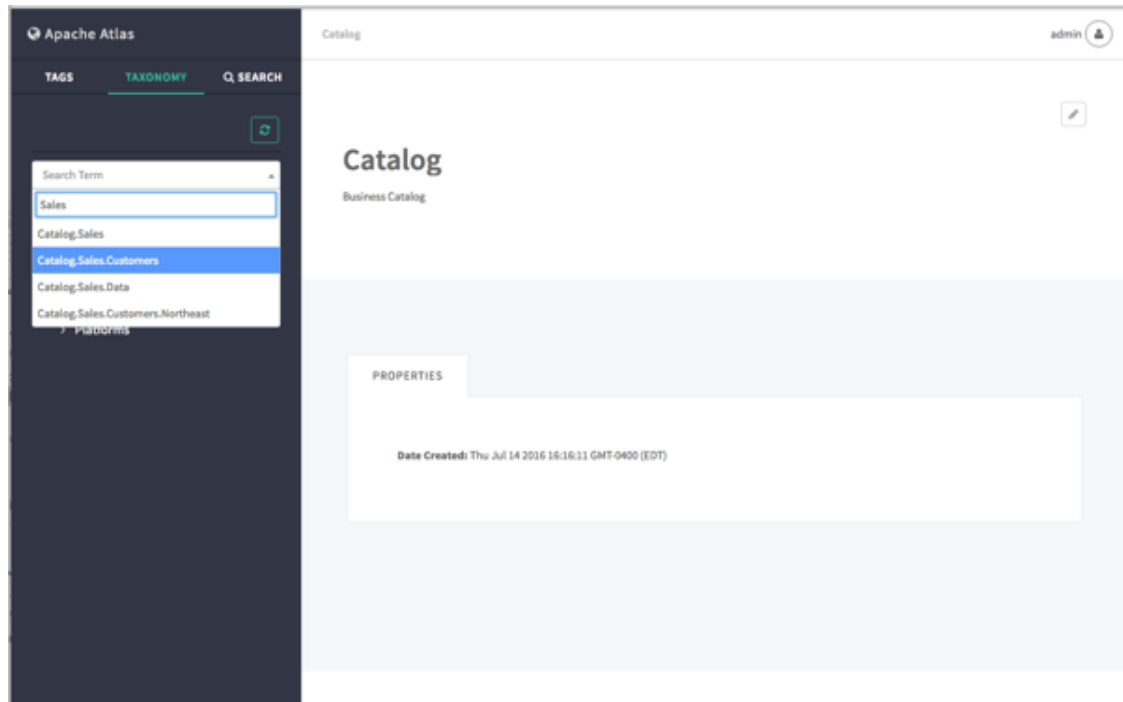 Apache Atlas
Catalog
admin
TAGS
TAXONOMY
SEARCH
Catalog
Business Catalog
Search Term
Sales
Catalog.Sales
Catalog.Sales.Customers
Catalog.Sales.Data
Catalog.Sales.Customers.Northeast
Platforms
PROPERTIES
Date Created: Thu Jul 14 2016 16:16:11 GMT-0400 (EDT)